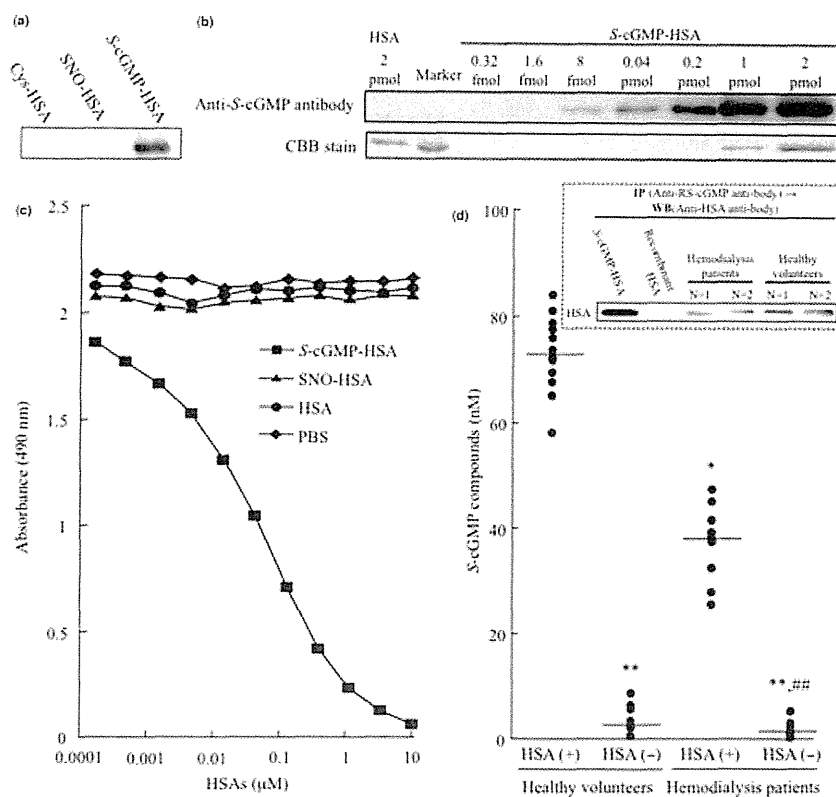 (a)
Cys-HSA
SNO-HSA
S-cGMP-HSA
(b)
HSA
2 pmol
Marker
S-cGMP-HSA
0.32 fmol
1.6 fmol
8 fmol
0.04 pmol
0.2 pmol
1 pmol
2 pmol
Anti-S-cGMP antibody
CBB stain
(c)
Absorbance (490 nm)
2.5
2
1.5
1
0.5
0
0.0001
0.001
0.01
0.1
1
10
HSAs (µM)
S-cGMP-HSA
SNO-HSA
HSA
PBS
(d)
S-cGMP compounds (nM)
100
80
60
40
20
0
IP (Anti-RS-cGMP anti-body) →
WB(Anti-HSA anti-body)
S-cGMP-HSA
Recombinant HSA
Hemodialysis patients
Healthy volunteers
N=1
N=2
N=1
N=2
HSA
**
*
**,##
HSA (+)
HSA (−)
HSA (+)
HSA (−)
Healthy volunteers
Hemodialysis patients